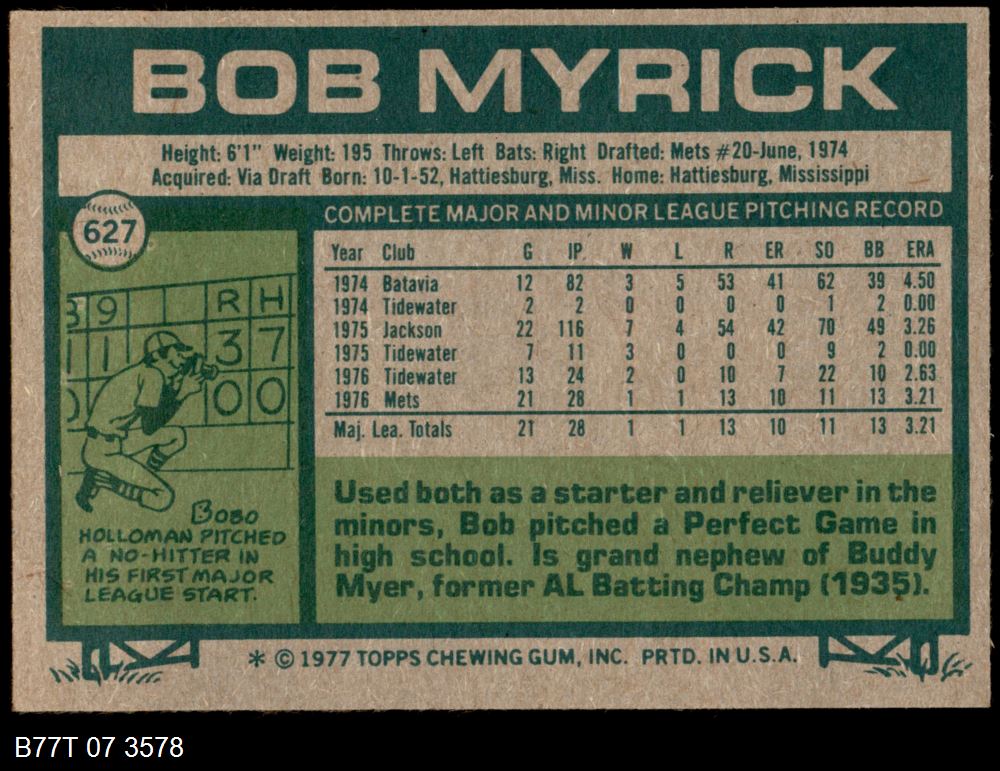 BOB MYRICK
Height: 6'1" Weight: 195 Throws: Left Bats: Right Drafted: Mets #20-June, 1974
Acquired: Via Draft Born: 10-1-52, Hattiesburg, Miss. Home: Hattiesburg, Mississippi
627
COMPLETE MAJOR AND MINOR LEAGUE PITCHING RECORD
Year Club G IP. W L R ER SO BB ERA
1974 Batavia 12 82 3 5 53 41 62 39 4.50
1974 Tidewater 2 2 0 0 0 0 1 2 0.00
1975 Jackson 22 116 7 4 54 42 70 49 3.26
1975 Tidewater 7 11 3 0 0 0 9 2 0.00
1976 Tidewater 13 24 2 0 10 7 22 10 2.63
1976 Mets 21 28 1 1 13 10 11 13 3.21
Maj. Lea. Totals 21 28 1 1 13 10 11 13 3.21
9 R H
1 1 3 7
0 0
BOBO
HOLLOMAN PITCHED
A NO-HITTER IN
HIS FIRST MAJOR
LEAGUE START.
Used both as a starter and reliever in the
minors, Bob pitched a Perfect Game in
high school. Is grand nephew of Buddy
Myer, former AL Batting Champ (1935).
* © 1977 TOPPS CHEWING GUM, INC. PRTD. IN U.S.A.
B77T 07 3578